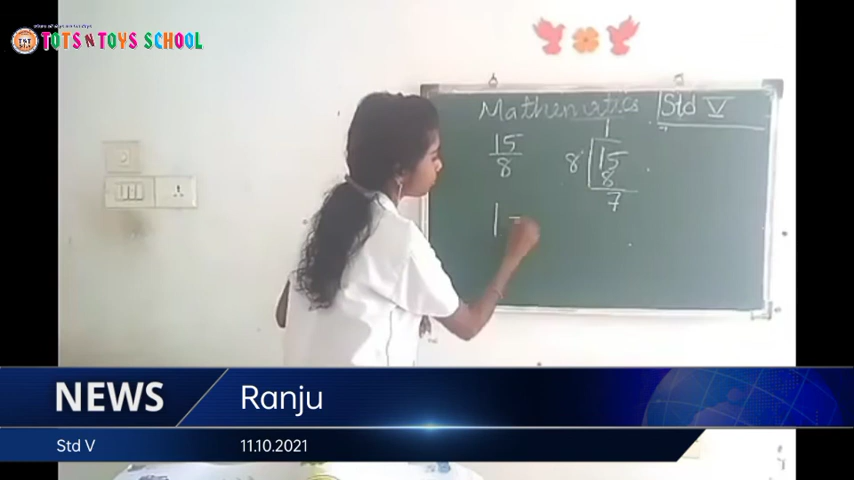 TOTS N TOYS SCHOOL
Mathematics
Std V
15
8
1
8 15
8
7
1
NEWS
Ranju
Std V
11.10.2021